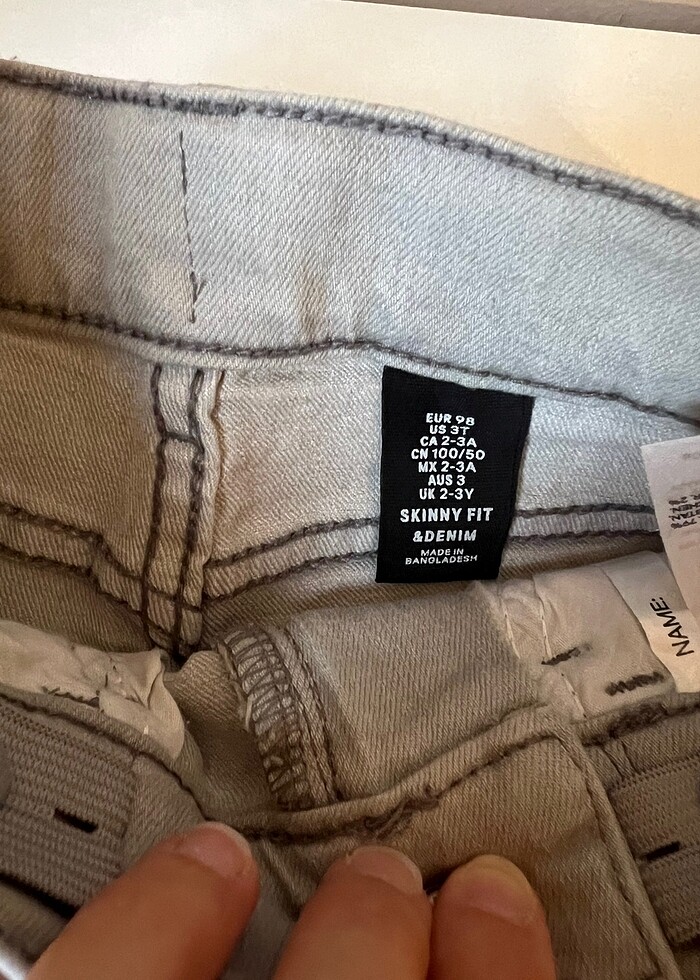 EUR 98
US 3T
CA 2-3A
CN 100/50
MX 2-3A
AUS 3
UK 2-3Y
SKINNY FIT
&DENIM
MADE IN
BANGLADESH
NAME: